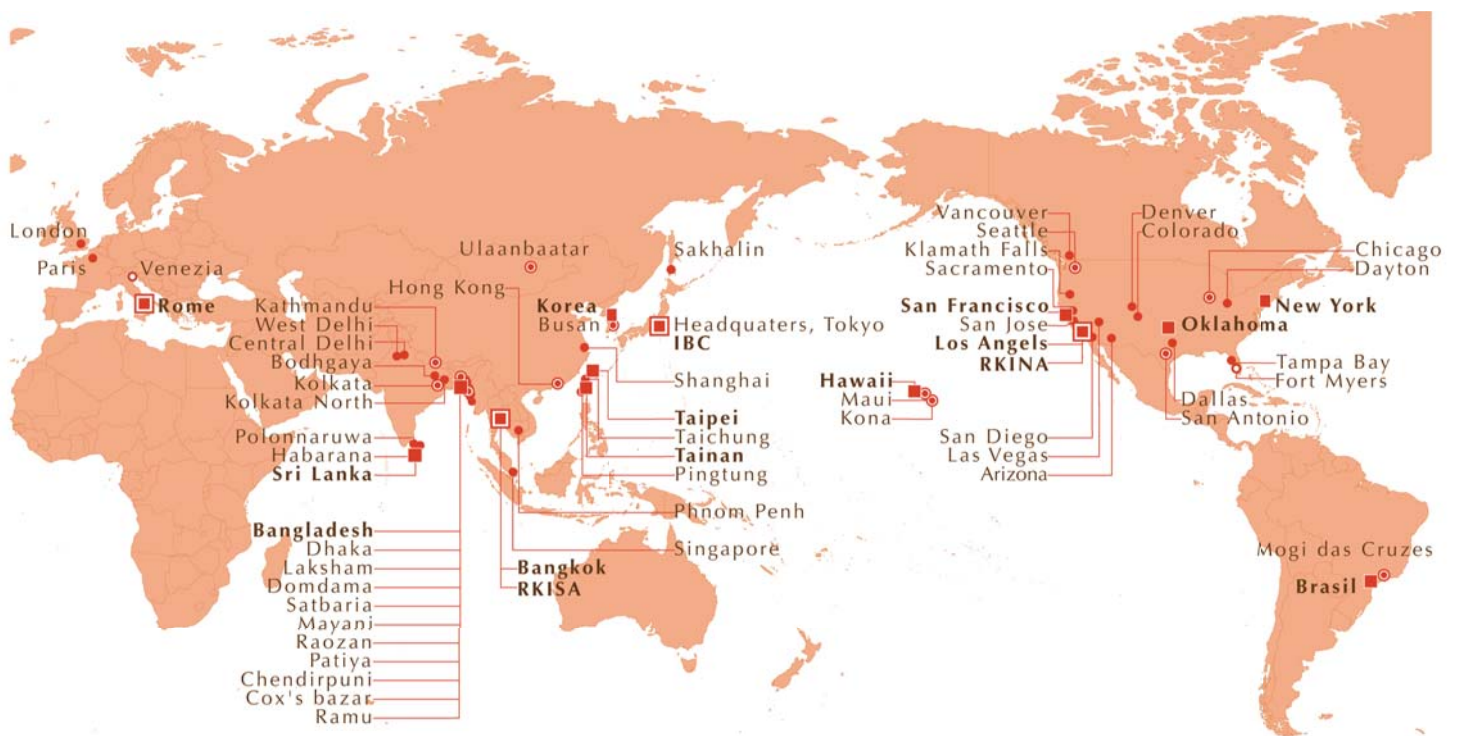 London
Paris
Venezia
Rome
Ulaanbaatar
Hong Kong
Sakhalin
Kathmandu
West Delhi
Central Delhi
Bodhgaya
Kolkata
Kolkata North
Korea
Busan
Headquaters, Tokyo
IBC
Shanghai
Polonnaruwa
Habarana
Sri Lanka
Taipei
Taichung
Tainan
Pingtung
Phnom Penh
Singapore
Bangladesh
Dhaka
Laksham
Domdama
Satbaria
Mayani
Raozan
Patiya
Chendirpuni
Cox's bazar
Ramu
Bangkok
RKISA
Vancouver
Seattle
Klamath Falls
Sacramento
San Francisco
San Jose
Los Angels
RKINA
Hawaii
Maui
Kona
San Diego
Las Vegas
Arizona
Denver
Colorado
Chicago
Dayton
New York
Oklahoma
Tampa Bay
Fort Myers
Dallas
San Antonio
Mogi das Cruzes
Brasil